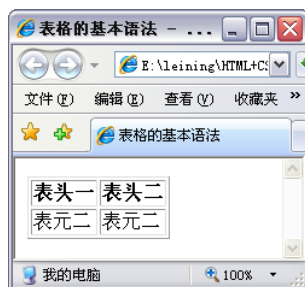 表格的基本语法 - ...
E:\leining\HTML+CS
文件(F) 编辑(E) 查看(V) 收藏夹 »
表格的基本语法
表头一 表头二
表元二 表元二
我的电脑 100%